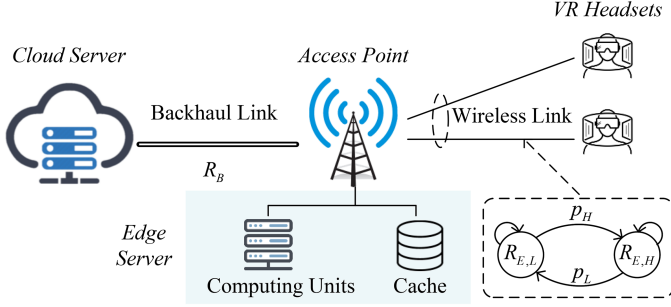 VR Headsets
Cloud Server
Access Point
Backhaul Link
Wireless Link
R_B
Edge
Server
p_H
R_{E,L}
R_{E,H}
p_L
Computing Units
Cache